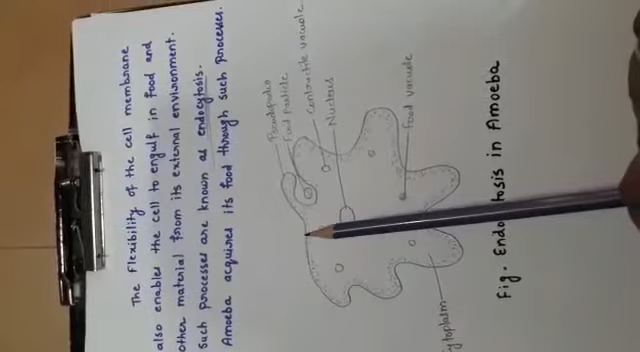 The flexibility of the cell membrane
also enables the cell to engulf in food and
other material from its external environment.
Such processes are known as endocytosis.
Amoeba acquires its food through such processes.
Pseudopodia
Food particle
Contractile vacuole
Nucleus
Food vacuole
Cytoplasm
Fig. Endo tosis in Amoeba